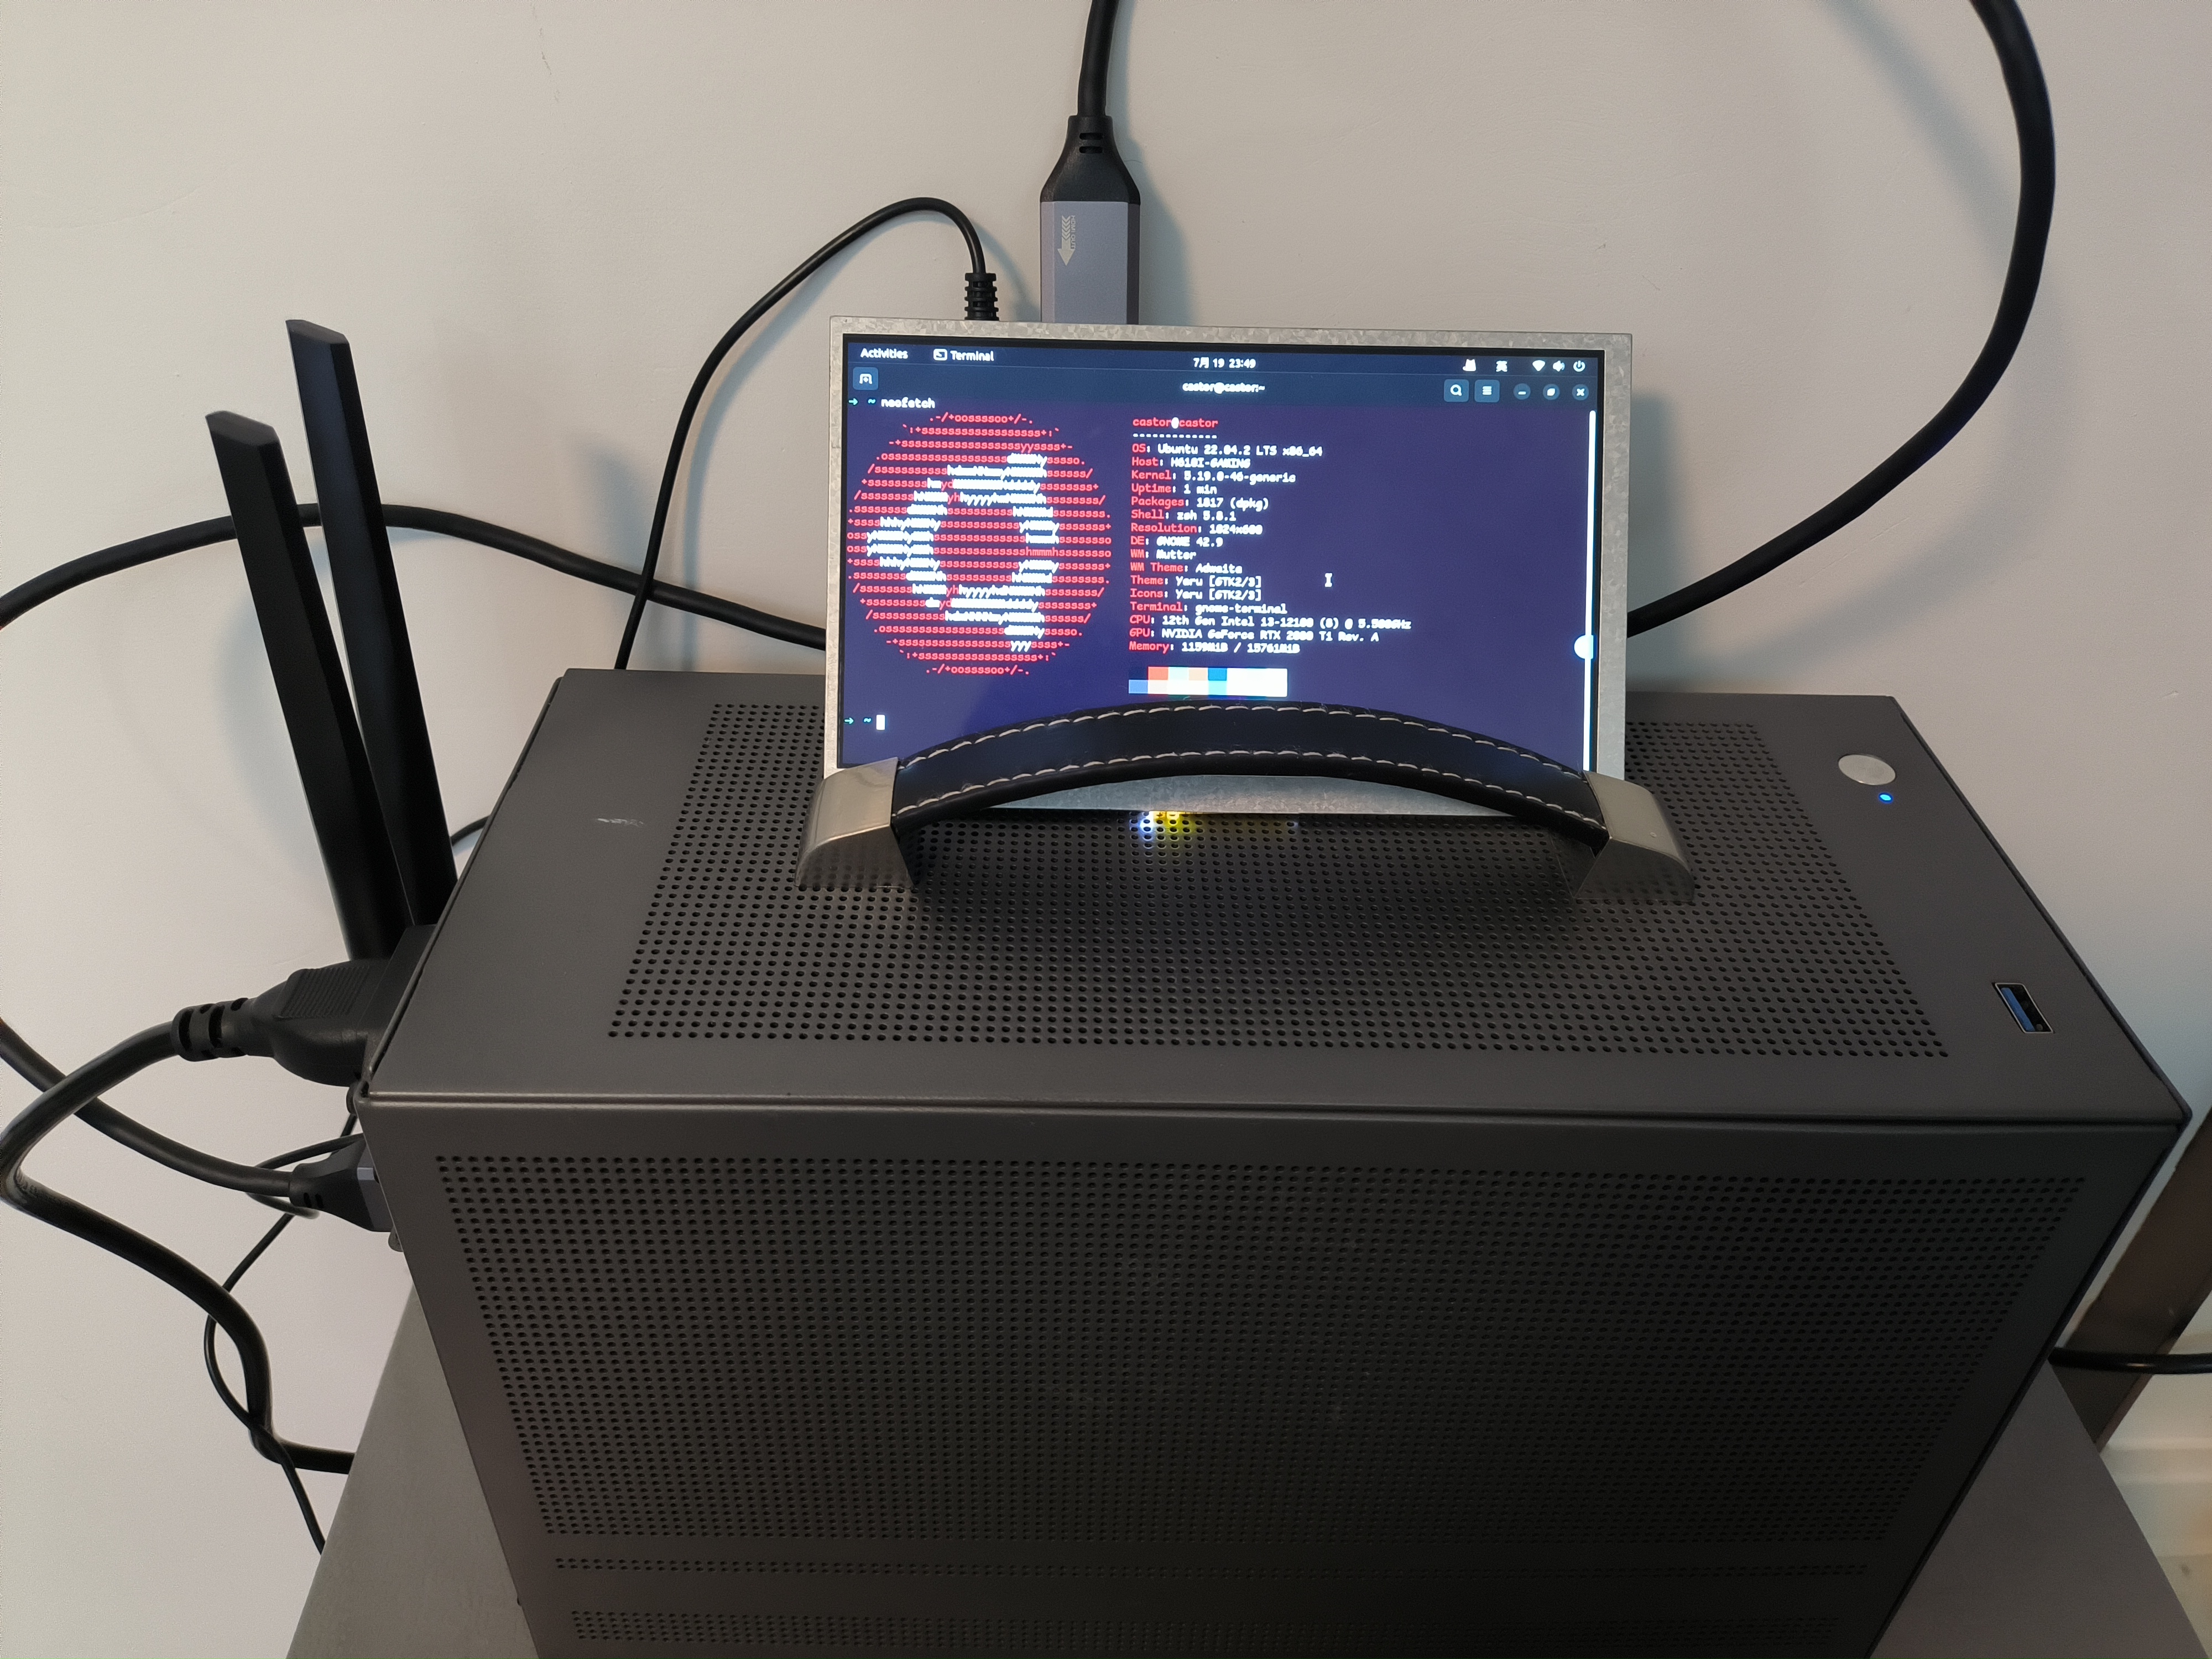 HDMI OUT
Activities
Terminal
7月 19 23:49
英
castor@castor:~
→ ~ neofetch
castor@castor
-------------
OS: Ubuntu 22.04.2 LTS x86_64
Host: H610I-GAMING
Kernel: 5.19.0-46-generic
Uptime: 1 min
Packages: 1817 (dpkg)
Shell: zsh 5.8.1
Resolution: 1024x600
DE: GNOME 42.9
WM: Mutter
WM Theme: Adwaita
Theme: Yaru [GTK2/3]
Icons: Yaru [GTK2/3]
Terminal: gnome-terminal
CPU: 12th Gen Intel i3-12100 (8) @ 5.500GHz
GPU: NVIDIA GeForce RTX 2080 Ti Rev. A
Memory: 1159MiB / 15761MiB
→ ~